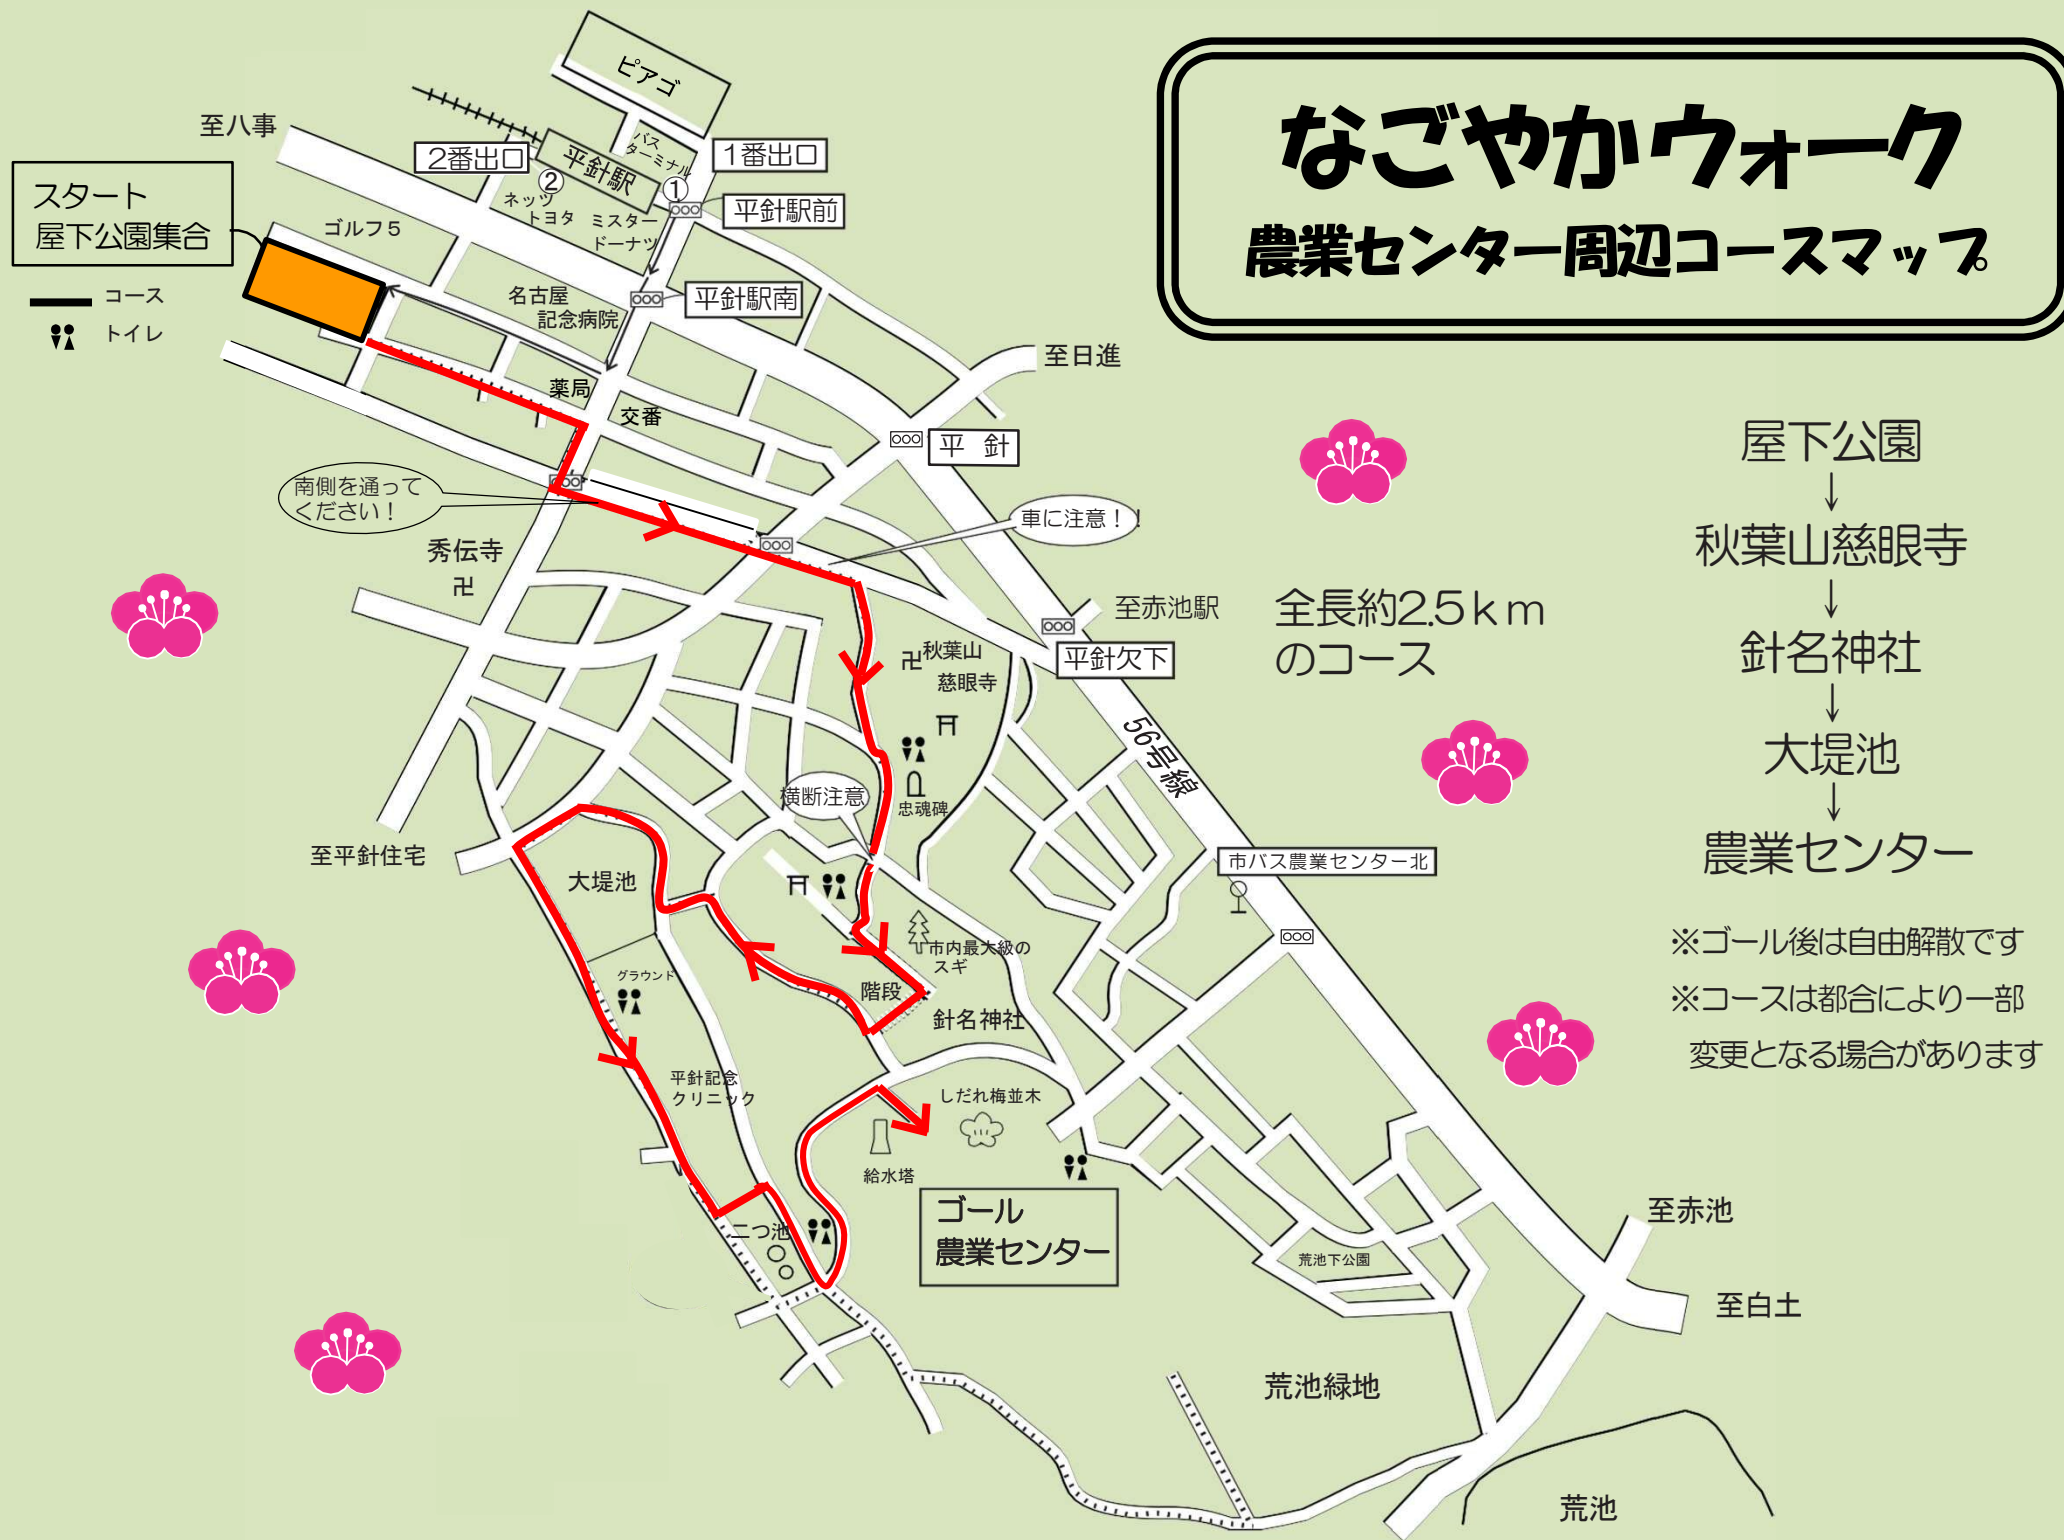 なごやかウォーク
農業センター周辺コースマップ
ピアゴ
至八事
2番出口
平針駅
バス
ターミナル
1番出口
②
①
平針駅前
ネッツ
トヨタ
ミスター
ドーナツ
スタート
屋下公園集合
ゴルフ5
コース
トイレ
名古屋
記念病院
平針駅南
至日進
薬局
交番
平 針
南側を通って
ください!
車に注意!!
秀伝寺
卍
至赤池駅
平針欠下
卍秋葉山
慈眼寺
56号線
忠魂碑
横断注意
至平針住宅
大堤池
市バス農業センター北
市内最大級の
スギ
階段
グラウンド
針名神社
平針記念
クリニック
しだれ梅並木
給水塔
二つ池
ゴール
農業センター
荒池下公園
至赤池
至白土
荒池緑地
荒池
全長約2.5km
のコース
屋下公園
↓
秋葉山慈眼寺
↓
針名神社
↓
大堤池
↓
農業センター
※ゴール後は自由解散です
※コースは都合により一部
変更となる場合があります